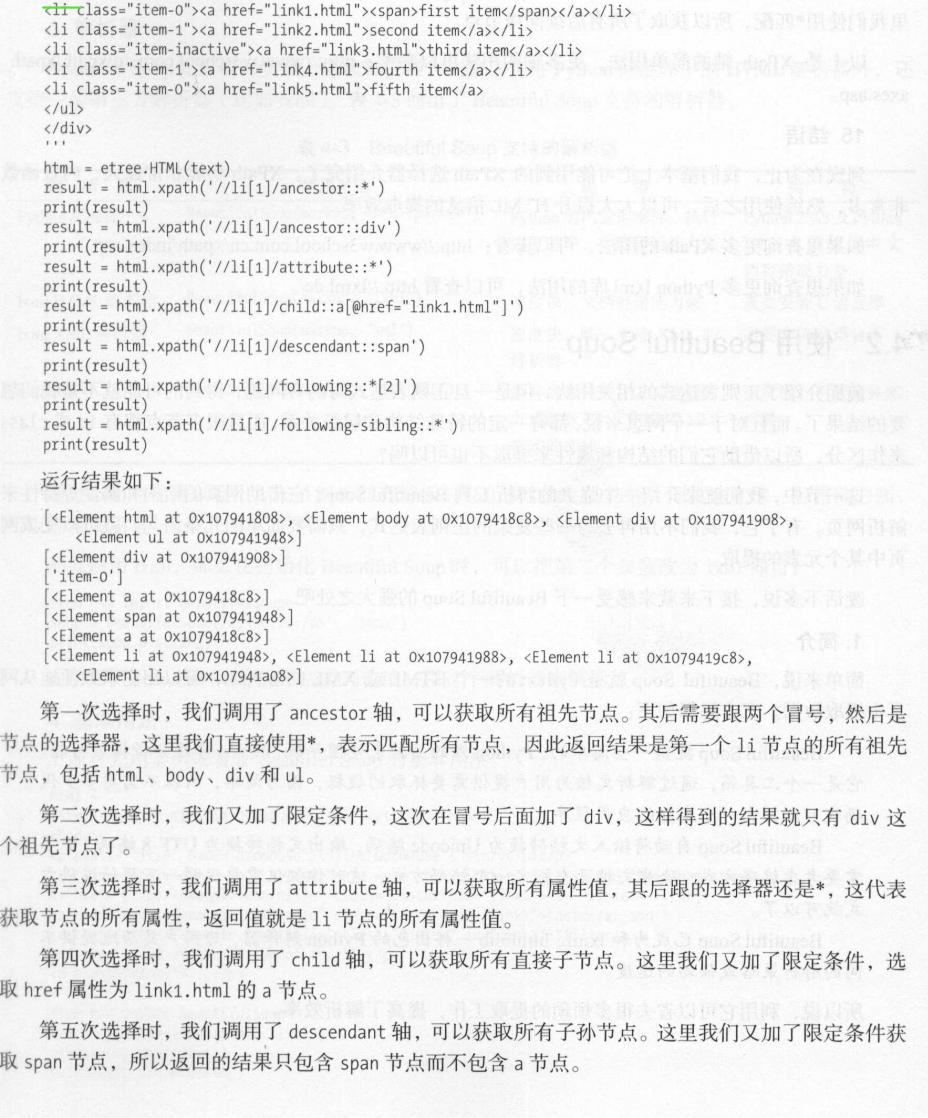 <li class="item-0"><a href="link1.html"><span>first item</span></a></li>
<li class="item-1"><a href="link2.html">second item</a></li>
<li class="item-inactive"><a href="link3.html">third item</a></li>
<li class="item-1"><a href="link4.html">fourth item</a></li>
<li class="item-0"><a href="link5.html">fifth item</a>
</ul>
</div>
'''
html = etree.HTML(text)
result = html.xpath('//li[1]/ancestor::*')
print(result)
result = html.xpath('//li[1]/ancestor::div')
print(result)
result = html.xpath('//li[1]/attribute::*')
print(result)
result = html.xpath('//li[1]/child::a[@href="link1.html"]')
print(result)
result = html.xpath('//li[1]/descendant::span')
print(result)
result = html.xpath('//li[1]/following::*[2]')
print(result)
result = html.xpath('//li[1]/following-sibling::*')
print(result)
运行结果如下:
[<Element html at 0x107941808>, <Element body at 0x1079418c8>, <Element div at 0x107941908>,
<Element ul at 0x107941948>]
[<Element div at 0x107941908>]
['item-0']
[<Element a at 0x1079418c8>]
[<Element span at 0x107941948>]
[<Element a at 0x1079418c8>]
[<Element li at 0x107941948>, <Element li at 0x107941988>, <Element li at 0x1079419c8>,
<Element li at 0x107941a08>]
第一次选择时，我们调用了 ancestor 轴，可以获取所有祖先节点。其后需要跟两个冒号，然后是
节点的选择器，这里我们直接使用*，表示匹配所有节点，因此返回结果是第一个 li 节点的所有祖先
节点，包括 html、body、div 和 ul。
第二次选择时，我们又加了限定条件，这次在冒号后面加了 div，这样得到的结果就只有 div 这
个祖先节点了。
第三次选择时，我们调用了 attribute 轴，可以获取所有属性值，其后跟的选择器还是*，这代表
获取节点的所有属性，返回值就是 li 节点的所有属性值。
第四次选择时，我们调用了 child 轴，可以获取所有直接子节点。这里我们又加了限定条件，选
取 href 属性为 link1.html 的 a 节点。
第五次选择时，我们调用了 descendant 轴，可以获取所有子孙节点。这里我们又加了限定条件获
取 span 节点，所以返回的结果只包含 span 节点而不包含 a 节点。